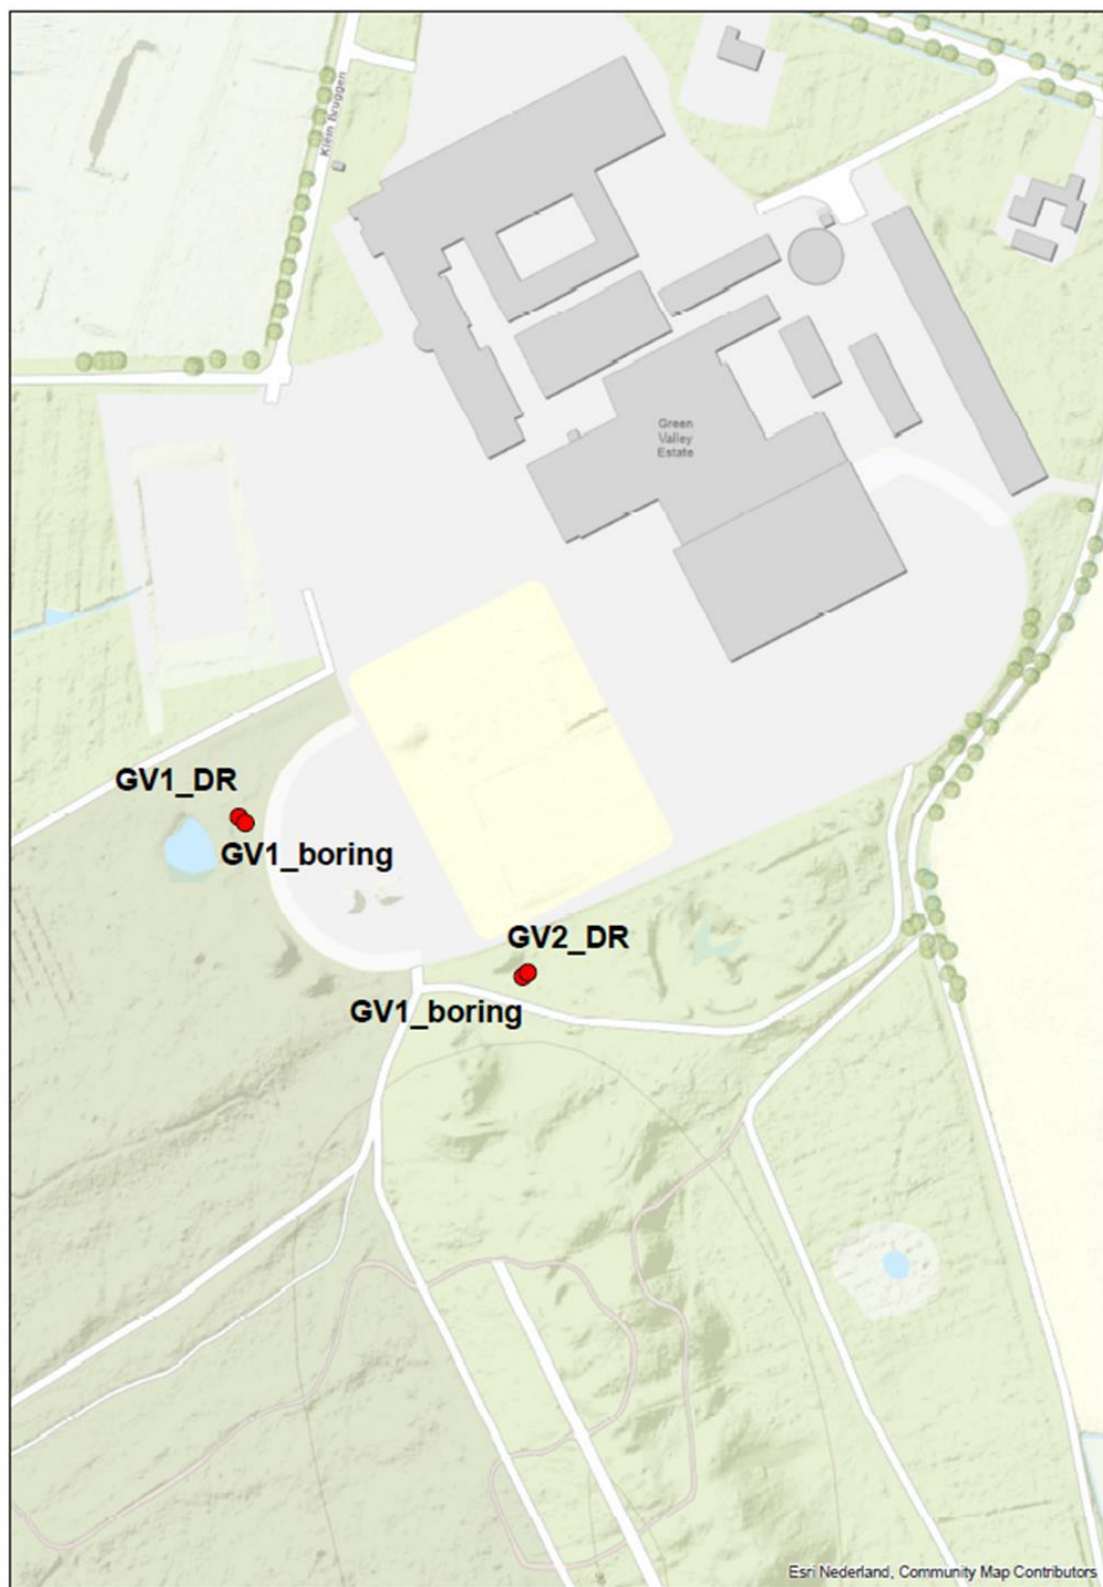 Klein Bruggen
Green
Valley
Estate
GV1_DR
GV1_boring
GV2_DR
GV1_boring
Esri Nederland, Community Map Contributors